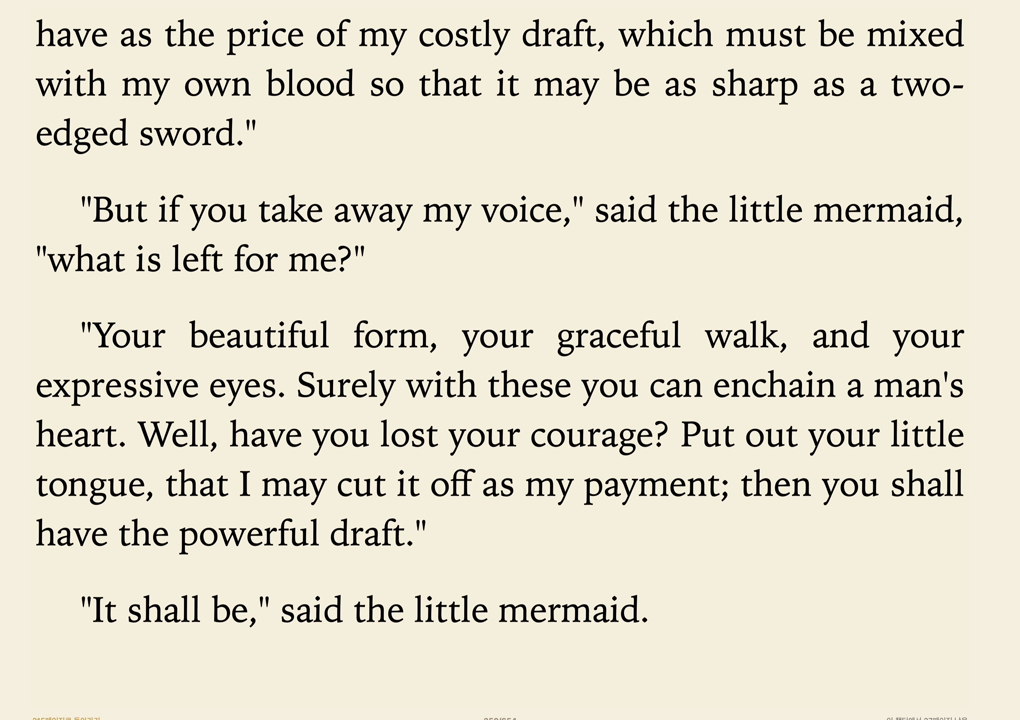 have as the price of my costly draft, which must be mixed
with my own blood so that it may be as sharp as a two-
edged sword."
"But if you take away my voice," said the little mermaid,
"what is left for me?"
"Your beautiful form, your graceful walk, and your
expressive eyes. Surely with these you can enchain a man's
heart. Well, have you lost your courage? Put out your little
tongue, that I may cut it off as my payment; then you shall
have the powerful draft."
"It shall be," said the little mermaid.